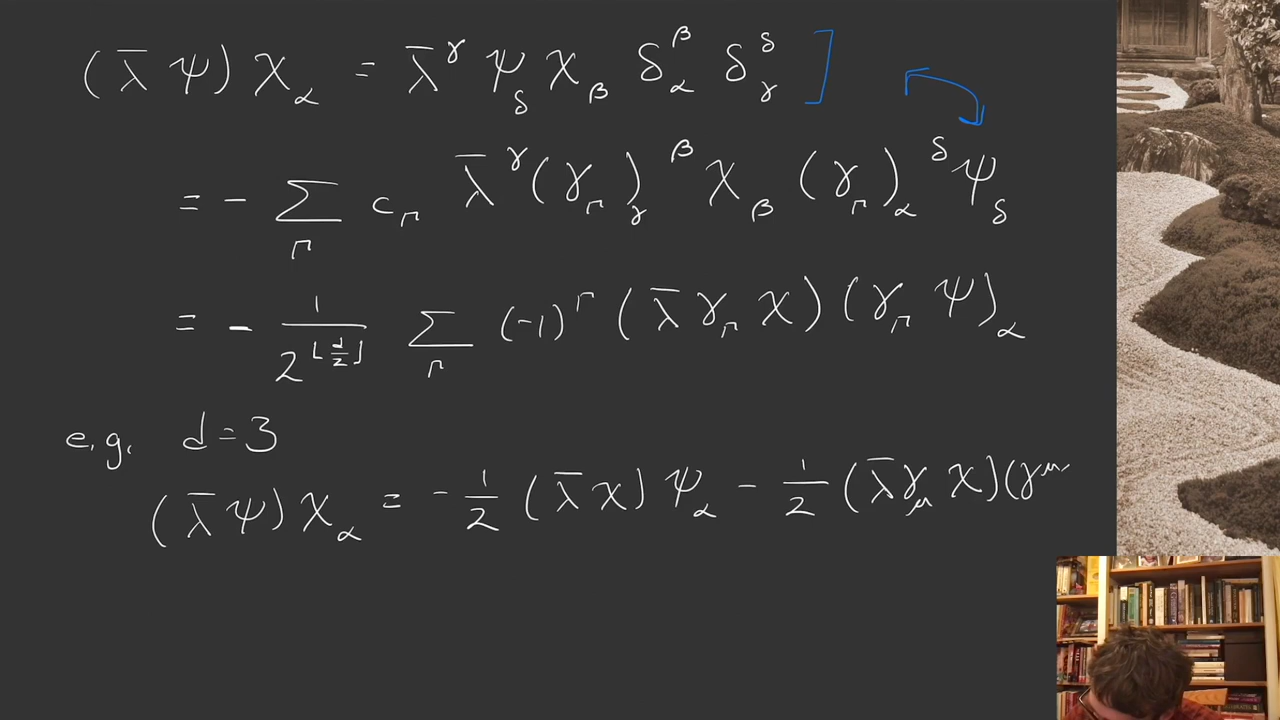 (λ̄ ψ) χ_α = λ̄^γ ψ_δ χ_β δ_α^β δ_γ^δ ]
= - Σ_Γ c_Γ λ̄^γ (γ_Γ)_γ^β χ_β (γ_Γ)_α^δ ψ_δ
= - 1/2^{⌊d/2⌋} Σ_Γ (-1)^Γ (λ̄ γ_Γ χ) (γ_Γ ψ)_α
e.g. d = 3
(λ̄ ψ) χ_α = - 1/2 (λ̄ χ) ψ_α - 1/2 (λ̄ γ_μ χ)(γ^μ